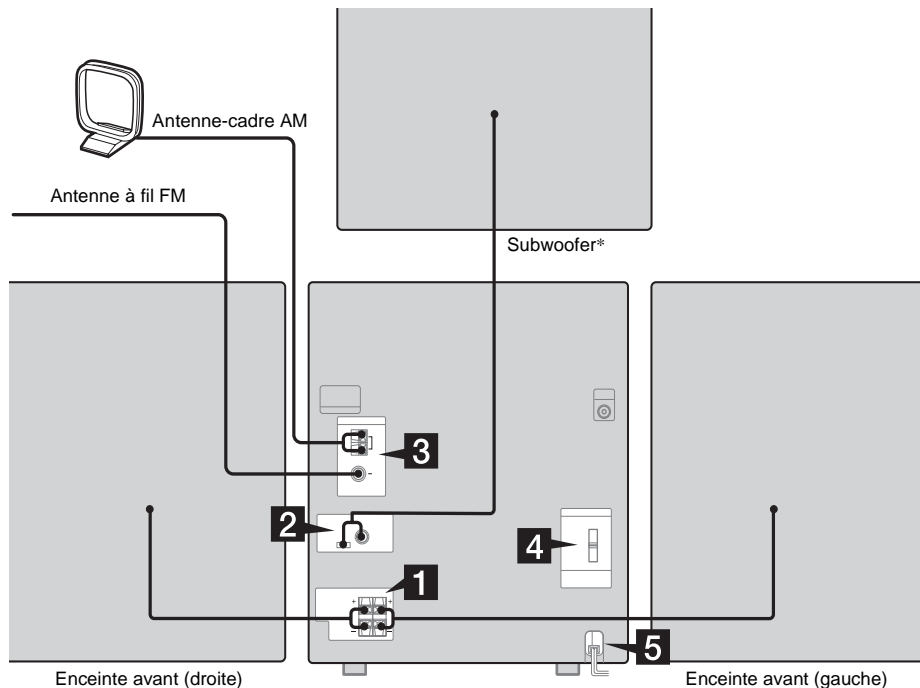 Antenne-cadre AM
Antenne à fil FM
Subwoofer*
3
2
4
1
+ +
– –
5
Enceinte avant (droite)
Enceinte avant (gauche)